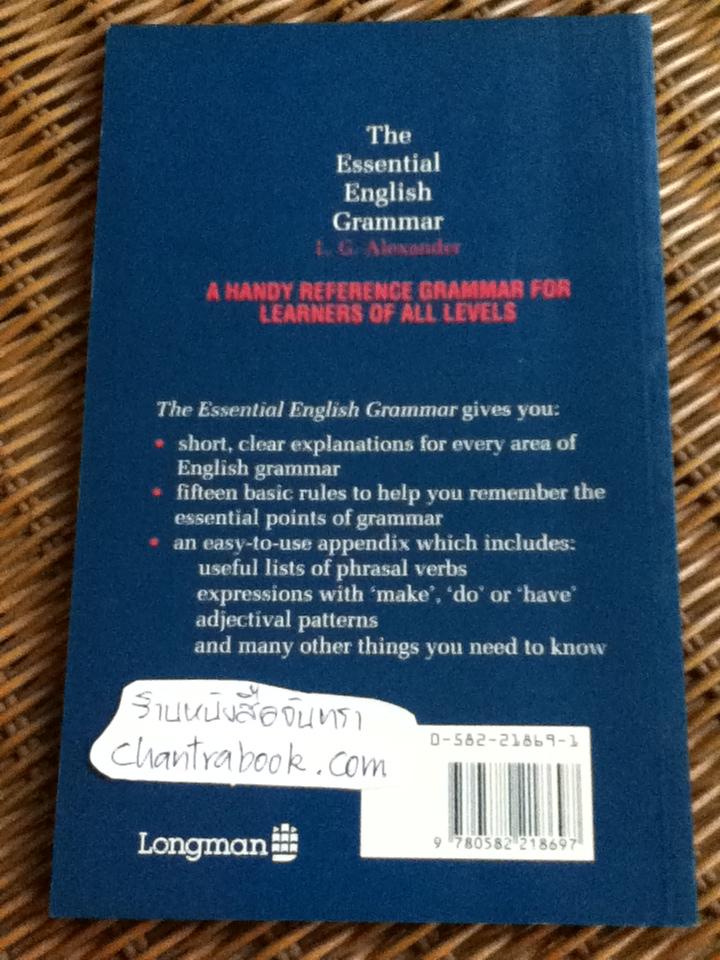 The
Essential
English
Grammar
L. G. Alexander
A HANDY REFERENCE GRAMMAR FOR
LEARNERS OF ALL LEVELS
The Essential English Grammar gives you:
• short, clear explanations for every area of
English grammar
• fifteen basic rules to help you remember the
essential points of grammar
• an easy-to-use appendix which includes:
useful lists of phrasal verbs
expressions with ‘make’, ‘do’ or ‘have’
adjectival patterns
and many other things you need to know
ร้านหนังสือจันทรา
chantrabook.com
0-582-21869-1
9 780582 218697
Longman